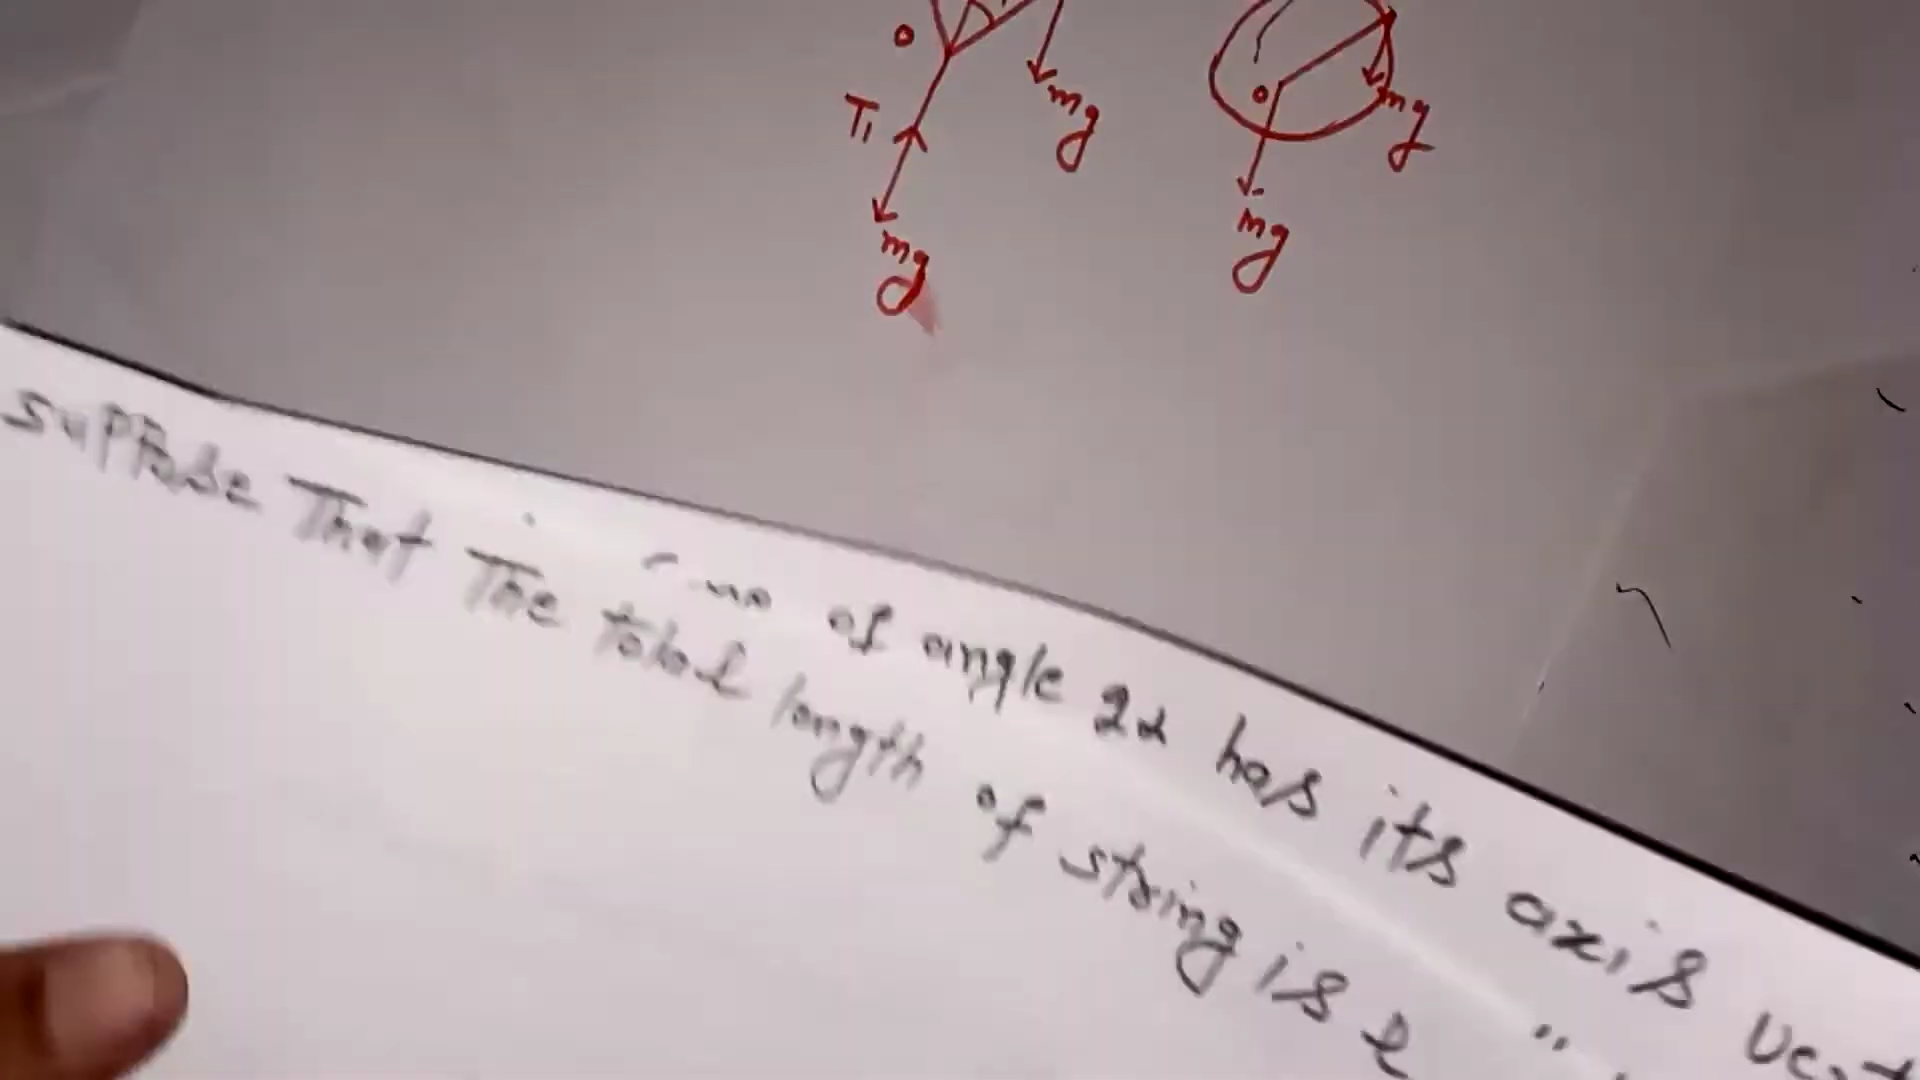 o
mg
T1
mg
o
mg
mg
of angle 2α has its axis
suppose That The total length of string is l